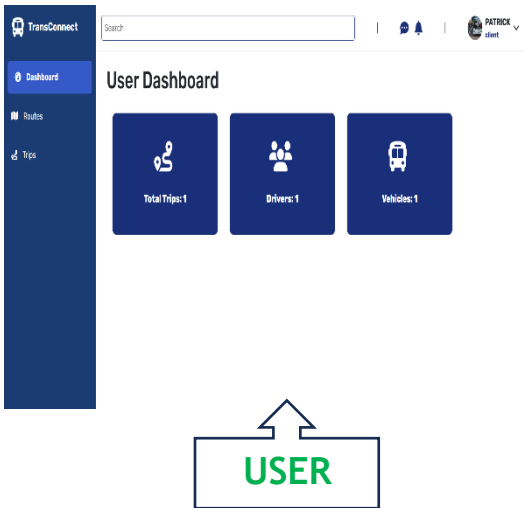 TransConnect
Search
PATRICK
client
Dashboard
Routes
Trips
User Dashboard
Total Trips: 1
Drivers: 1
Vehicles: 1
USER